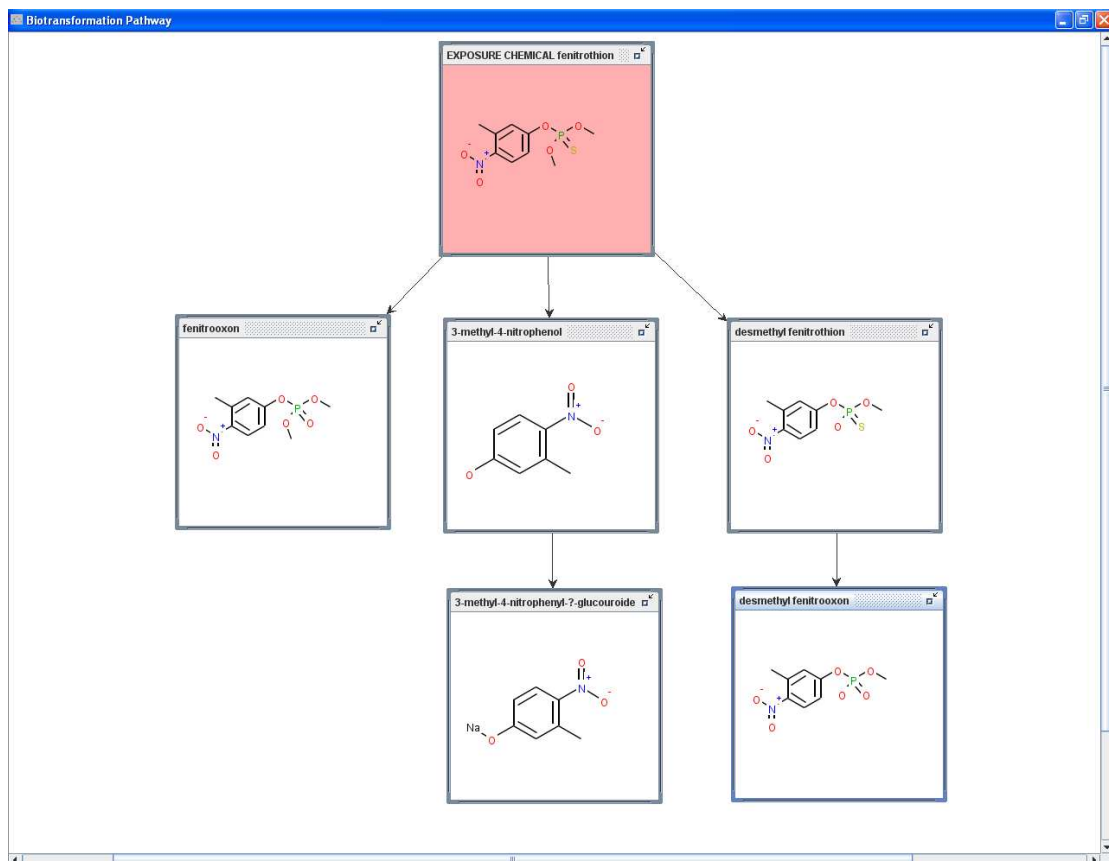 Biotransformation Pathway
EXPOSURE CHEMICAL fenitrothion
O
O
P
O
S
O
-
N
+
O
fenitrooxon
O
O
P
O
O
O
-
N
+
O
3-methyl-4-nitrophenol
O
N
+
O
-
O
desmethyl fenitrothion
O
O
P
O
S
O
-
N
+
O
3-methyl-4-nitrophenyl-?-glucouroide
O
N
+
O
-
Na
O
desmethyl fenitrooxon
O
O
P
O
O
O
-
N
+
O